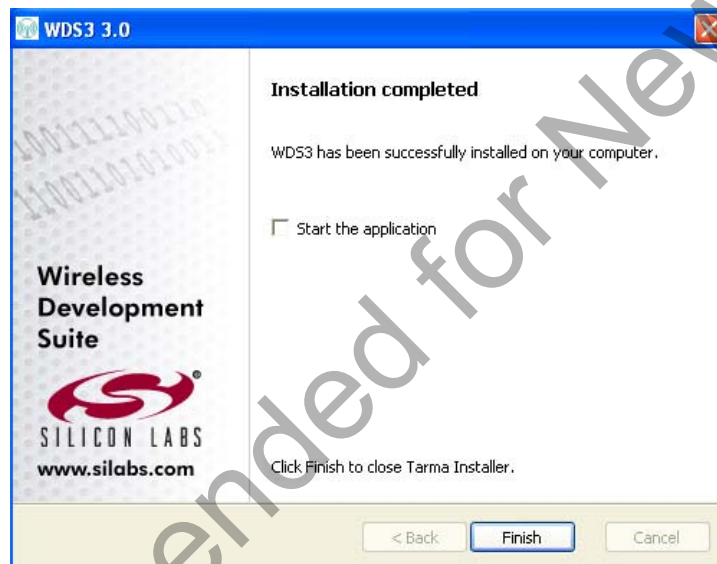 WDS3 3.0
Installation completed
WDS3 has been successfully installed on your computer.
Start the application
Wireless
Development
Suite
SILICON LABS
www.silabs.com
Click Finish to close Tarma Installer.
< Back
Finish
Cancel
ended for New